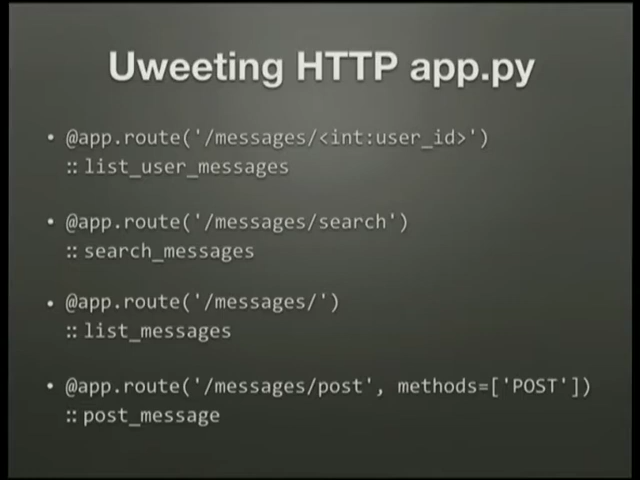 Uweeting HTTP app.py
• @app.route('/messages/<int:user_id>')
:: list_user_messages
• @app.route('/messages/search')
:: search_messages
• @app.route('/messages/')
:: list_messages
• @app.route('/messages/post', methods=['POST'])
:: post_message